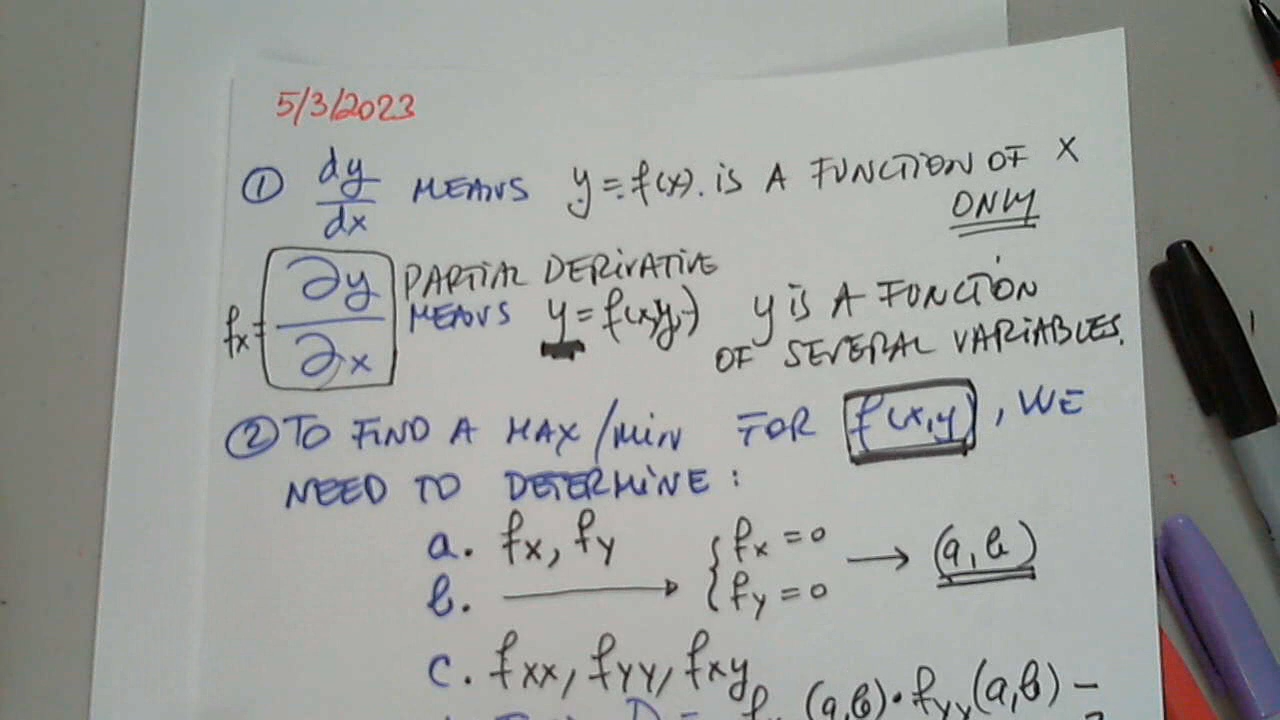 5/3/2023
① dy/dx MEANS y = f(x). is A FUNCTION OF X
ONLY
fx = ∂y/∂x PARTIAL DERIVATIVE
MEANS y = f(x,y,-) y is A FUNCTION
OF SEVERAL VARIABLES.
② TO FIND A MAX/MIN FOR f(x,y), WE
NEED TO DETERMINE:
a. fx, fy { fx = 0 → (a, b)
b. → fy = 0
c. fxx, fyy, fxy
D = (a,b)·fyy(a,b) –